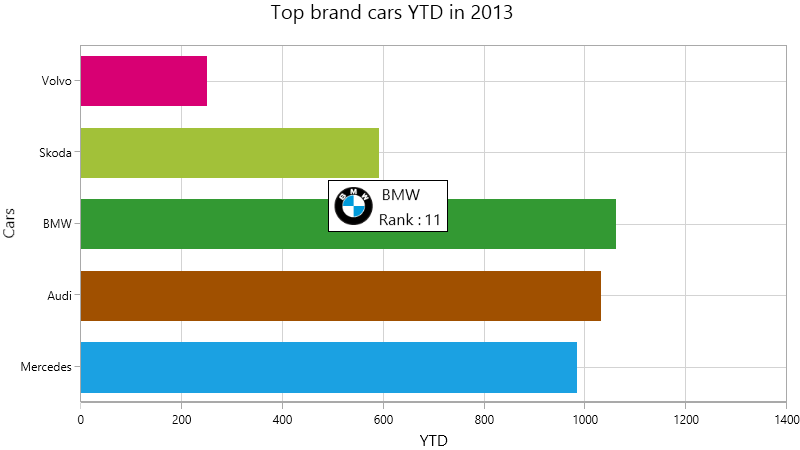 Top brand cars YTD in 2013
Cars
Volvo
Skoda
BMW
Audi
Mercedes
BMW
BMW
Rank : 11
0 200 400 600 800 1000 1200 1400
YTD